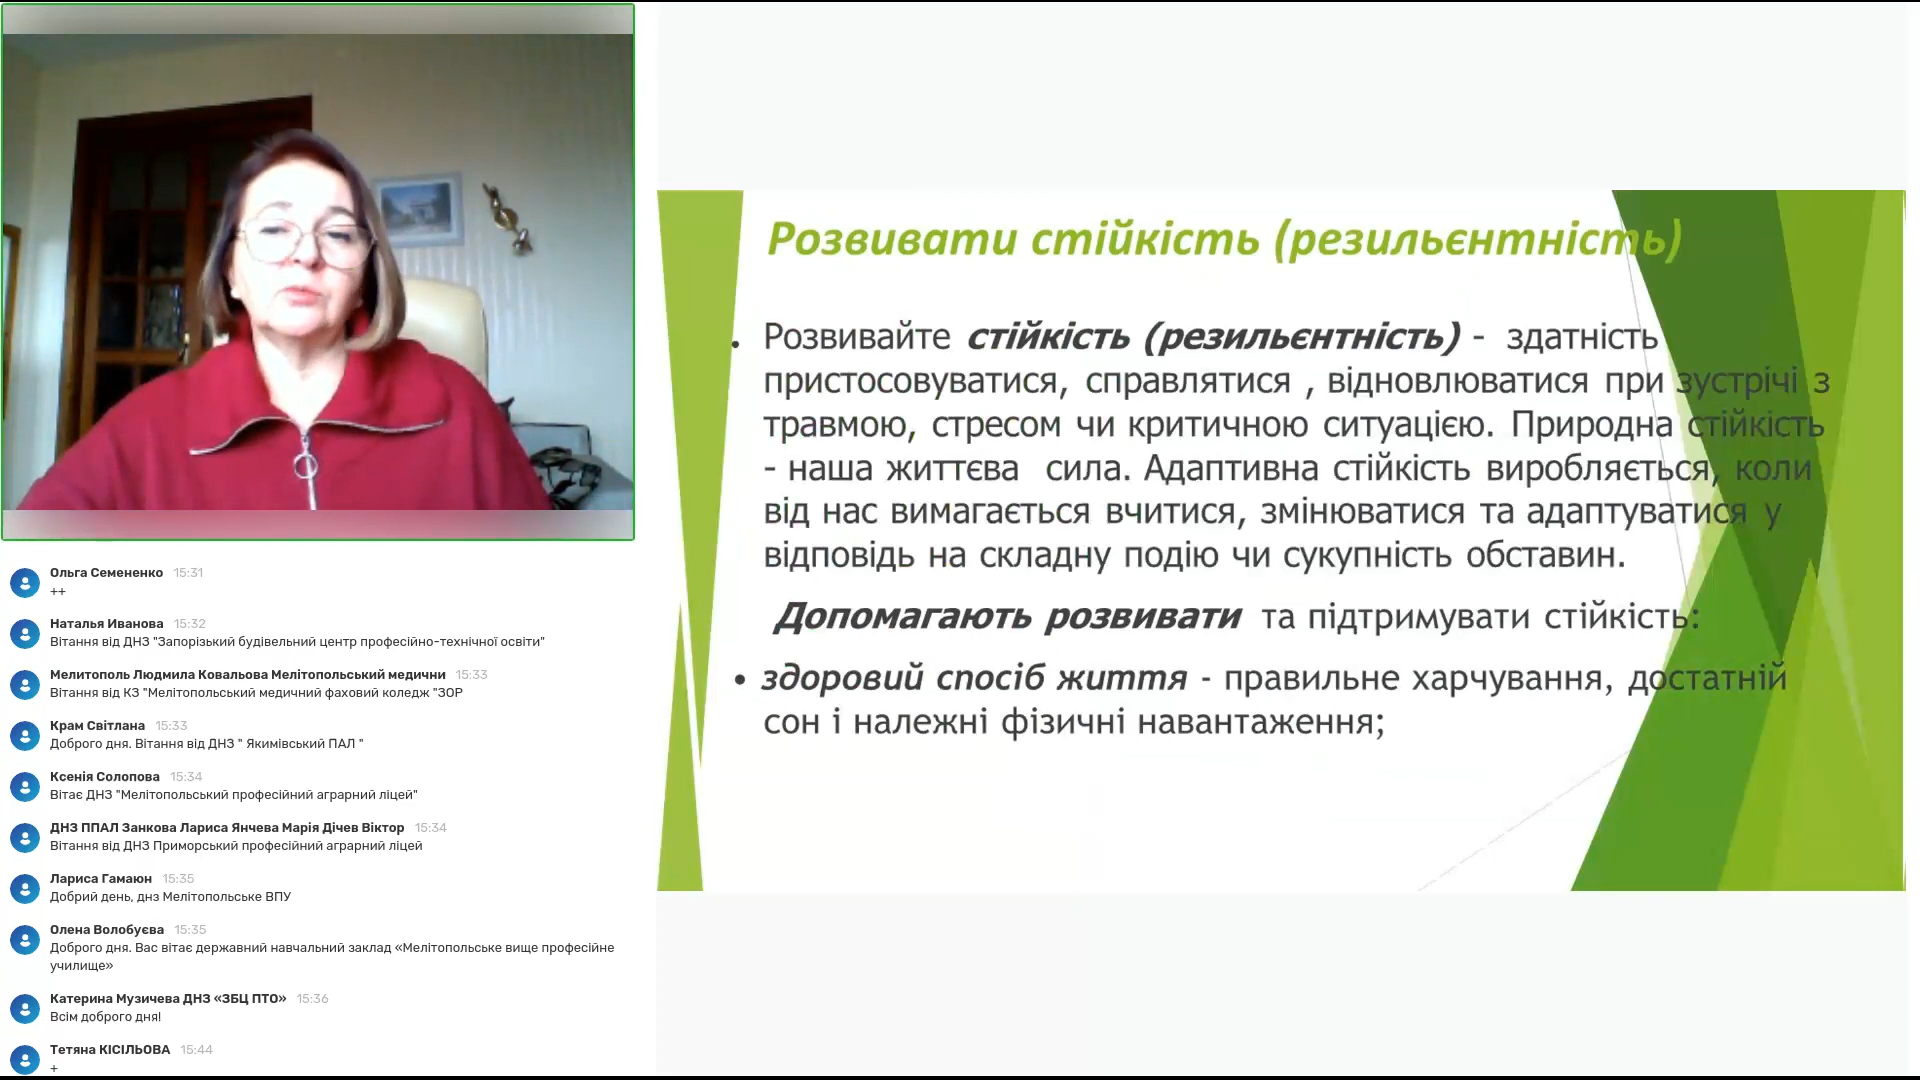 Ольга Семененко 15:31
++
Наталья Иванова 15:32
Вітання від ДНЗ "Запорізький будівельний центр професійно-технічної освіти"
Мелитополь Людмила Ковальова Мелітопольський медични 15:33
Вітання від КЗ "Мелітопольський медичний фаховий коледж "ЗОР
Крам Світлана 15:33
Доброго дня. Вітання від ДНЗ " Якимівський ПАЛ "
Ксенія Солопова 15:34
Вітає ДНЗ "Мелітопольський професійний аграрний ліцей"
ДНЗ ППАЛ Занкова Лариса Янчева Марія Дічев Віктор 15:34
Вітання від ДНЗ Приморський професійний аграрний ліцей
Лариса Гамаюн 15:35
Добрий день, днз Мелітопольське ВПУ
Олена Волобуєва 15:35
Доброго дня. Вас вітає державний навчальний заклад «Мелітопольське вище професійне
училище»
Катерина Музичева ДНЗ «ЗБЦ ПТО» 15:36
Всім доброго дня!
Тетяна КІСІЛЬОВА 15:44
+
Розвивати стійкість (резильєнтність)
• Розвивайте стійкість (резильєнтність) - здатність
пристосовуватися, справлятися , відновлюватися при зустрічі з
травмою, стресом чи критичною ситуацією. Природна стійкість
- наша життєва сила. Адаптивна стійкість виробляється, коли
від нас вимагається вчитися, змінюватися та адаптуватися у
відповідь на складну подію чи сукупність обставин.
Допомагають розвивати та підтримувати стійкість:
• здоровий спосіб життя - правильне харчування, достатній
сон і належні фізичні навантаження;